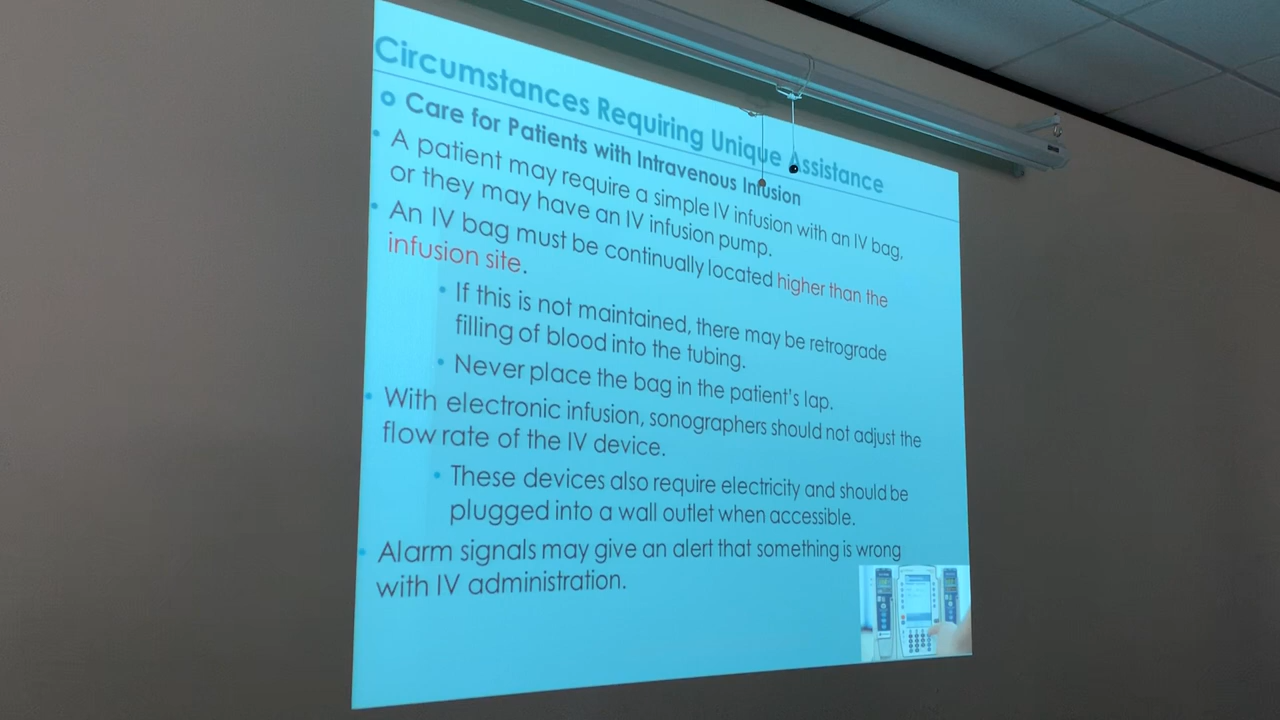 Circumstances Requiring Unique Assistance
o Care for Patients with Intravenous Infusion
• A patient may require a simple IV infusion with an IV bag,
or they may have an IV infusion pump.
• An IV bag must be continually located higher than the
infusion site.
• If this is not maintained, there may be retrograde
filling of blood into the tubing.
• Never place the bag in the patient's lap.
• With electronic infusion, sonographers should not adjust the
flow rate of the IV device.
• These devices also require electricity and should be
plugged into a wall outlet when accessible.
• Alarm signals may give an alert that something is wrong
with IV administration.